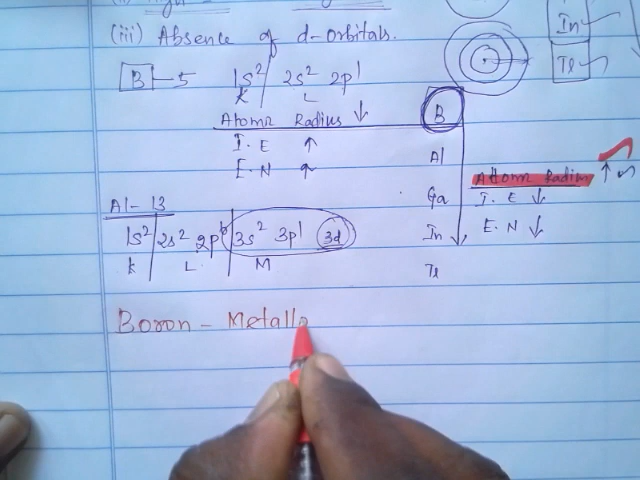 (iii) Absence of d-orbitals.
In
Tl
B - 5 1s² 2s² 2p¹
K L
Atomic Radius ↓
I. E ↑
E. N ↑
B
Al
Ga
In
Tl
Atomic Radius ↑
I. E ↓
E. N ↓
Al - 13
1s² 2s² 2p⁶ 3s² 3p¹ 3d
K L M
Boron - Metallo